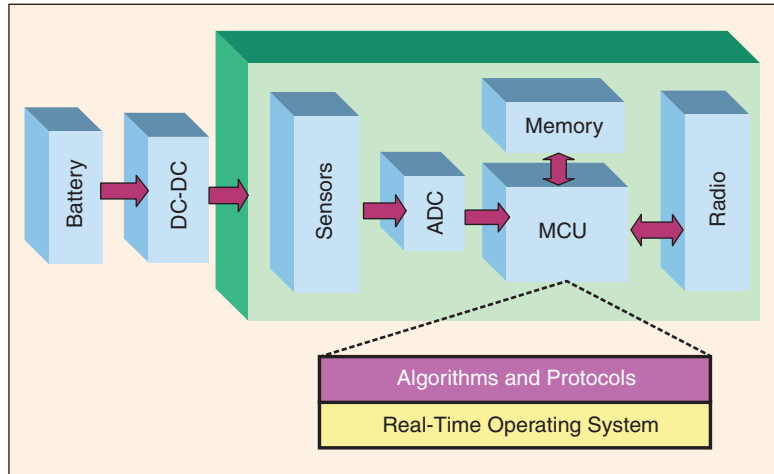 Battery
DC-DC
Sensors
ADC
Memory
MCU
Radio
Algorithms and Protocols
Real-Time Operating System